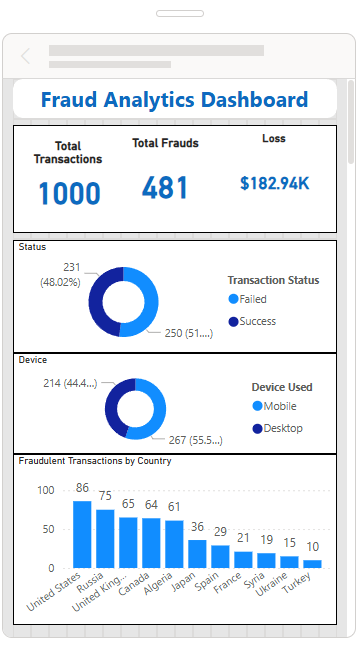 Fraud Analytics Dashboard
Total
Transactions
1000
Total Frauds
481
Loss
$182.94K
Status
231
(48.02%)
250 (51....)
Transaction Status
Failed
Success
Device
214 (44.4...)
267 (55.5...)
Device Used
Mobile
Desktop
Fraudulent Transactions by Country
100
50
0
86
75
65
64
61
36
29
21
19
15
10
United States
Russia
United King...
Canada
Algeria
Japan
Spain
France
Syria
Ukraine
Turkey